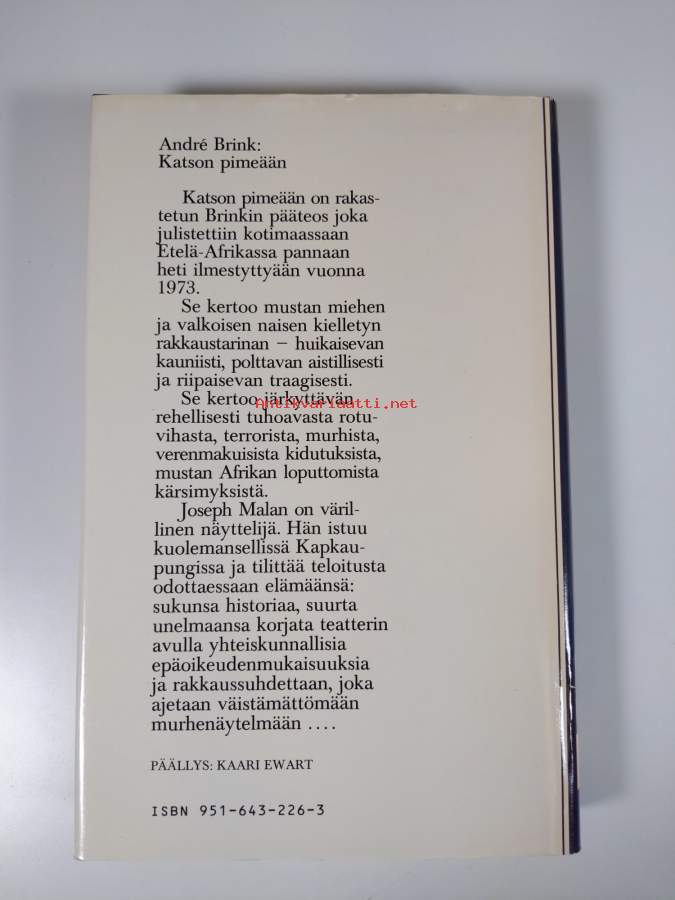 André Brink:
Katson pimeään
Katson pimeään on rakas-
tetun Brinkin pääteos joka
julistettiin kotimaassaan
Etelä-Afrikassa pannaan
heti ilmestyttyään vuonna
1973.
Se kertoo mustan miehen
ja valkoisen naisen kielletyn
rakkaustarinan – huikaisevan
kauniisti, polttavan aistillisesti
ja riipaisevan traagisesti.
Se kertoo järkyttävän
Antikvariaatti.net
rehellisesti tuhoavasta rotu-
vihasta, terrorista, murhista,
verenmakuisista kidutuksista,
mustan Afrikan loputtomista
kärsimyksistä.
Joseph Malan on väril-
linen näyttelijä. Hän istuu
kuolemansellissä Kapkau-
pungissa ja tilittää teloitusta
odottaessaan elämäänsä:
sukunsa historiaa, suurta
unelmaansa korjata teatterin
avulla yhteiskunnallisia
epäoikeudenmukaisuuksia
ja rakkaussuhdettaan, joka
ajetaan väistämättömään
murhenäytelmään ....
PÄÄLLYS: KAARI EWART
ISBN 951-643-226-3